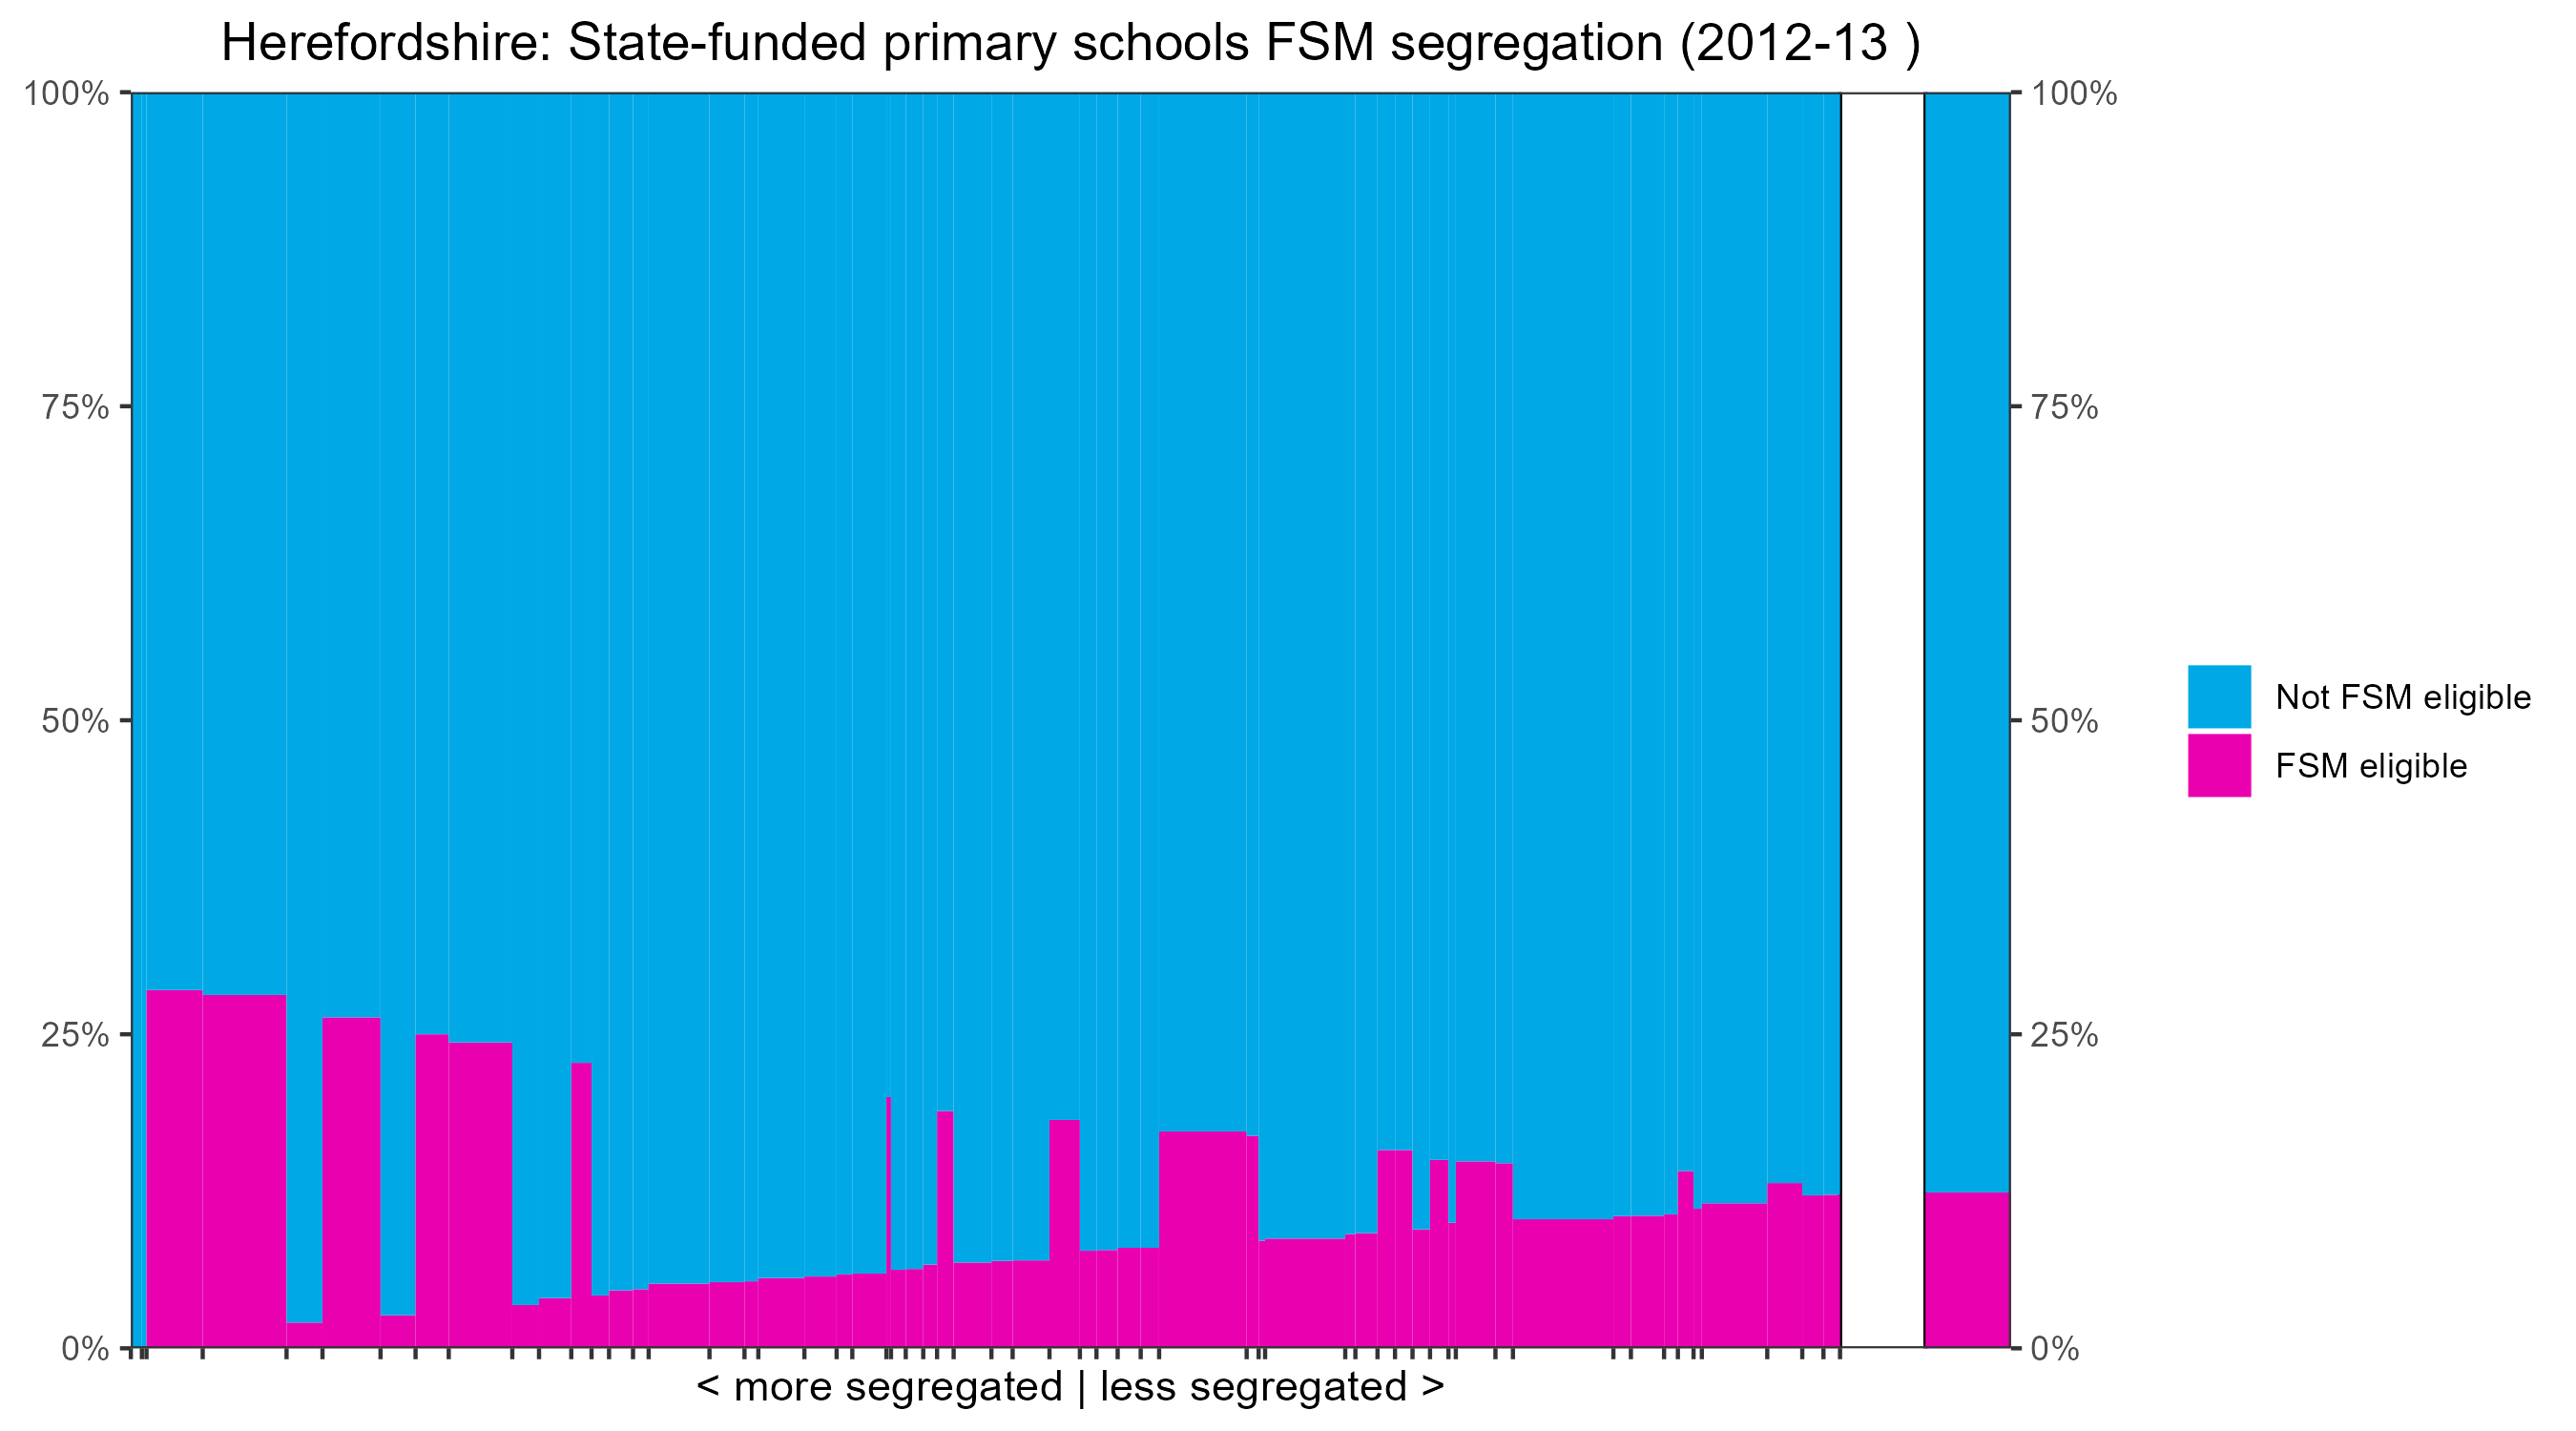 Herefordshire: State-funded primary schools FSM segregation (2012-13 )
100%
75%
50%
25%
0%
100%
75%
50%
25%
0%
Not FSM eligible
FSM eligible
< more segregated | less segregated >